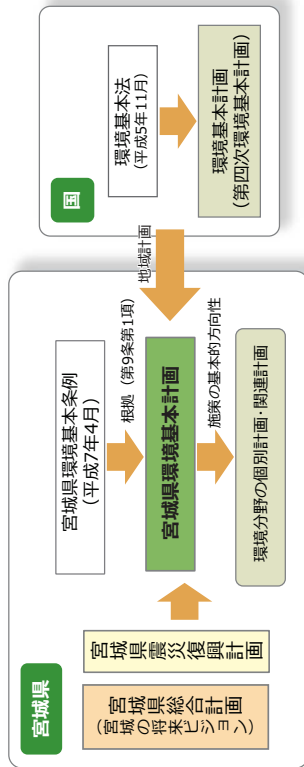 宮城県
宮城県環境基本条例
(平成7年4月)
根拠（第9条第1項）
宮城県総合計画
(宮城の将来ビジョン)
宮城県震災復興計画
宮城県環境基本計画
地域計画
施策の基本的方向性
環境分野の個別計画・関連計画
国
環境基本法
(平成5年11月)
環境基本計画
(第四次環境基本計画)